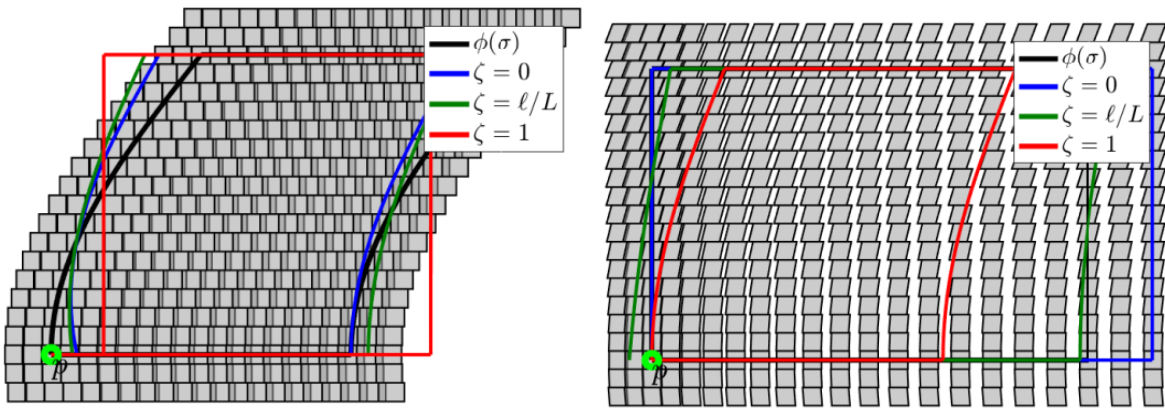 ϕ(σ)
ζ = 0
ζ = ℓ/L
ζ = 1
p
ϕ(σ)
ζ = 0
ζ = ℓ/L
ζ = 1
p